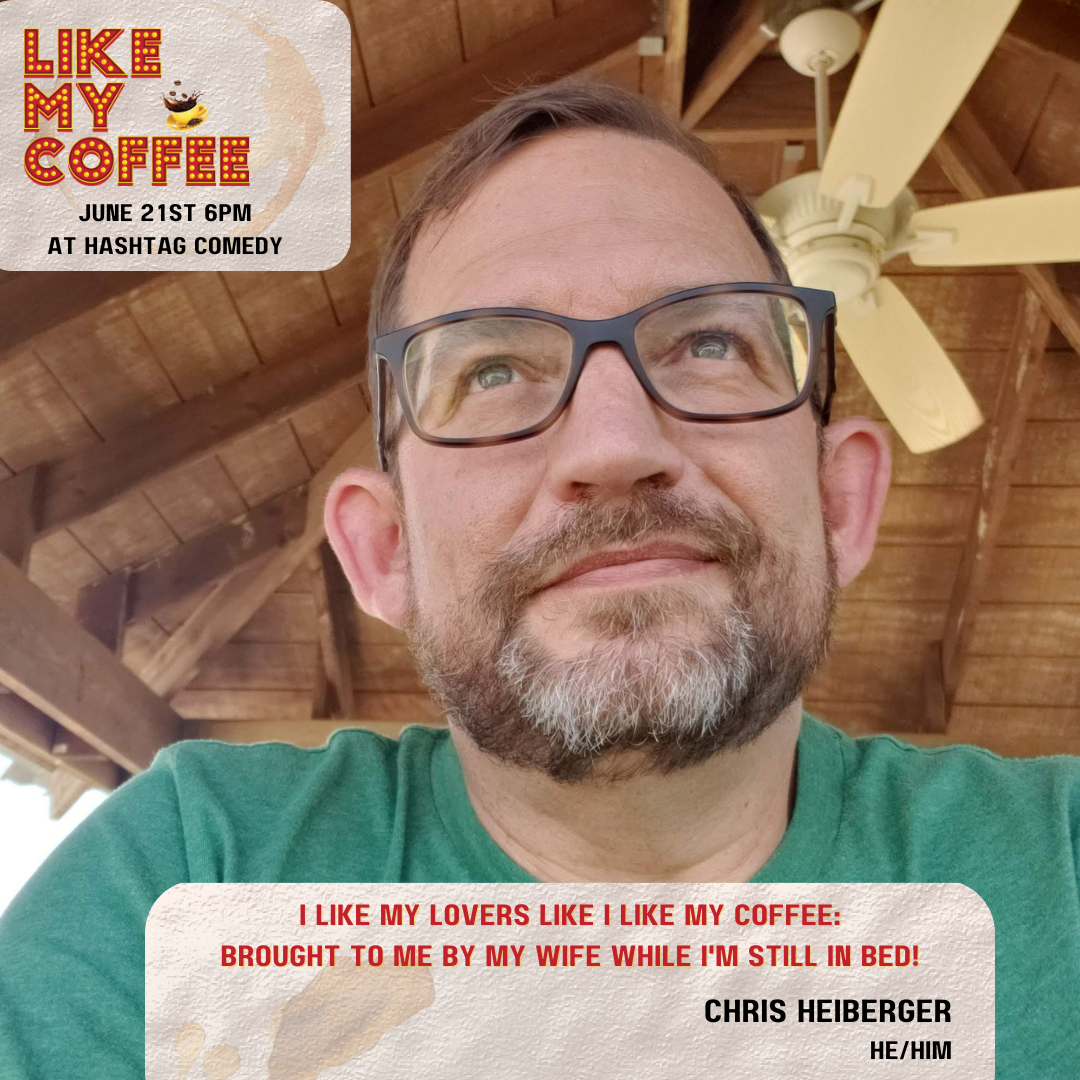 LIKE
MY
COFFEE
JUNE 21ST 6PM
AT HASHTAG COMEDY
I LIKE MY LOVERS LIKE I LIKE MY COFFEE:
BROUGHT TO ME BY MY WIFE WHILE I'M STILL IN BED!
CHRIS HEIBERGER
HE/HIM